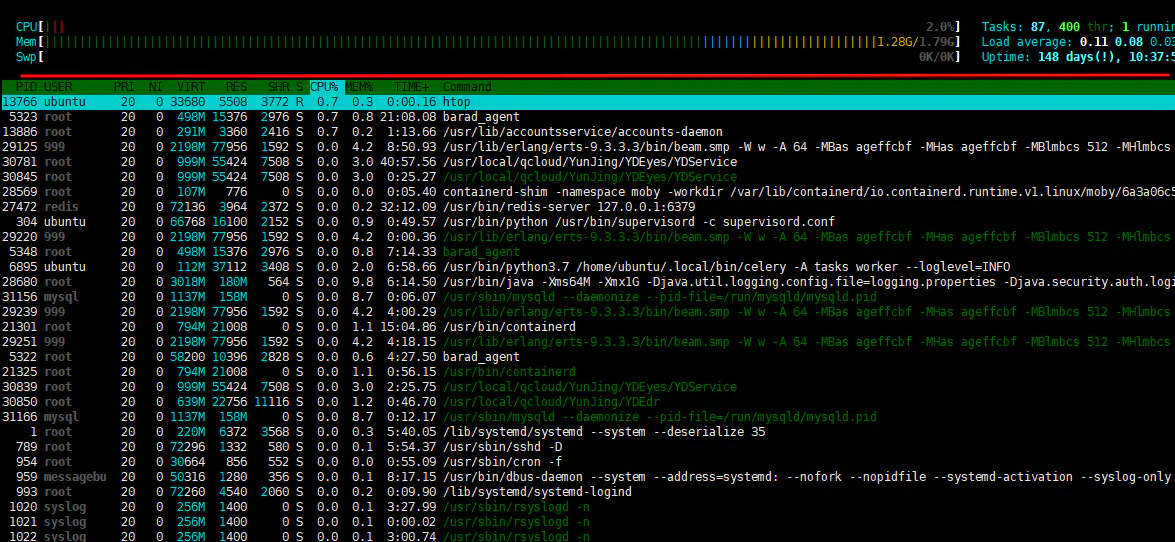 CPU[||| 2.0%] Tasks: 87, 400 thr; 1 runnin
Mem[|||||||||||||||||||||||||||||||||||||||||||||||||||||||||||||||||||||||||||||||||||||||||||||||||||||||||||||||||||||||1.28G/1.79G] Load average: 0.11 0.08 0.03
Swp[ 0K/0K] Uptime: 148 days(!), 10:37:5
PID USER PRI NI VIRT RES SHR S CPU% MEM% TIME+ Command
13766 ubuntu 20 0 33680 5508 3772 R 0.7 0.3 0:00.16 htop
5323 root 20 0 498M 15376 2976 S 0.7 0.8 21:08.08 barad_agent
13886 root 20 0 291M 3360 2416 S 0.7 0.2 1:13.66 /usr/lib/accountsservice/accounts-daemon
29125 999 20 0 2198M 77956 1592 S 0.0 4.2 8:50.93 /usr/lib/erlang/erts-9.3.3.3/bin/beam.smp -W w -A 64 -MBas ageffcbf -MHas ageffcbf -MBlmbcs 512 -MHlmbcs
30781 root 20 0 999M 55424 7508 S 0.0 3.0 40:57.56 /usr/local/qcloud/YunJing/YDEyes/YDService
30845 root 20 0 999M 55424 7508 S 0.0 3.0 0:25.27 /usr/local/qcloud/YunJing/YDEyes/YDService
28569 root 20 0 107M 776 0 S 0.0 0.0 0:05.40 containerd-shim -namespace moby -workdir /var/lib/containerd/io.containerd.runtime.v1.linux/moby/6a3a06c5
27472 redis 20 0 72136 3964 2372 S 0.0 0.2 32:12.09 /usr/bin/redis-server 127.0.0.1:6379
304 ubuntu 20 0 66768 16100 2152 S 0.0 0.9 0:49.57 /usr/bin/python /usr/bin/supervisord -c supervisord.conf
29220 999 20 0 2198M 77956 1592 S 0.0 4.2 0:00.36 /usr/lib/erlang/erts-9.3.3.3/bin/beam.smp -W w -A 64 -MBas ageffcbf -MHas ageffcbf -MBlmbcs 512 -MHlmbcs
5348 root 20 0 498M 15376 2976 S 0.0 0.8 7:14.33 barad_agent
6895 ubuntu 20 0 112M 37112 3408 S 0.0 2.0 6:58.66 /usr/bin/python3.7 /home/ubuntu/.local/bin/celery -A tasks worker --loglevel=INFO
28680 root 20 0 3018M 180M 564 S 0.0 9.8 6:14.50 /usr/bin/java -Xms64M -Xmx1G -Djava.util.logging.config.file=logging.properties -Djava.security.auth.logi
31156 mysql 20 0 1137M 158M 0 S 0.0 8.7 0:06.07 /usr/sbin/mysqld --daemonize --pid-file=/run/mysqld/mysqld.pid
29239 999 20 0 2198M 77956 1592 S 0.0 4.2 4:00.29 /usr/lib/erlang/erts-9.3.3.3/bin/beam.smp -W w -A 64 -MBas ageffcbf -MHas ageffcbf -MBlmbcs 512 -MHlmbcs
21301 root 20 0 794M 21008 0 S 0.0 1.1 15:04.86 /usr/bin/containerd
29251 999 20 0 2198M 77956 1592 S 0.0 4.2 4:18.15 /usr/lib/erlang/erts-9.3.3.3/bin/beam.smp -W w -A 64 -MBas ageffcbf -MHas ageffcbf -MBlmbcs 512 -MHlmbcs
5322 root 20 0 58200 10396 2828 S 0.0 0.6 4:27.50 barad_agent
21325 root 20 0 794M 21008 0 S 0.0 1.1 0:56.15 /usr/bin/containerd
30839 root 20 0 999M 55424 7508 S 0.0 3.0 2:25.75 /usr/local/qcloud/YunJing/YDEyes/YDService
30850 root 20 0 639M 22756 11116 S 0.0 1.2 0:46.70 /usr/local/qcloud/YunJing/YDEdr
31166 mysql 20 0 1137M 158M 0 S 0.0 8.7 0:12.17 /usr/sbin/mysqld --daemonize --pid-file=/run/mysqld/mysqld.pid
1 root 20 0 220M 6372 3568 S 0.0 0.3 5:40.05 /lib/systemd/systemd --system --deserialize 35
789 root 20 0 72296 1332 580 S 0.0 0.1 5:54.37 /usr/sbin/sshd -D
954 root 20 0 30664 856 552 S 0.0 0.0 0:55.09 /usr/sbin/cron -f
959 messagebu 20 0 50316 1280 356 S 0.0 0.1 8:17.15 /usr/bin/dbus-daemon --system --address=systemd: --nofork --nopidfile --systemd-activation --syslog-only
993 root 20 0 72260 4540 2060 S 0.0 0.2 0:09.90 /lib/systemd/systemd-logind
1020 syslog 20 0 256M 1400 0 S 0.0 0.1 3:27.99 /usr/sbin/rsyslogd -n
1021 syslog 20 0 256M 1400 0 S 0.0 0.1 0:00.02 /usr/sbin/rsyslogd -n
1022 syslog 20 0 256M 1400 0 S 0.0 0.1 3:00.74 /usr/sbin/rsyslogd -n